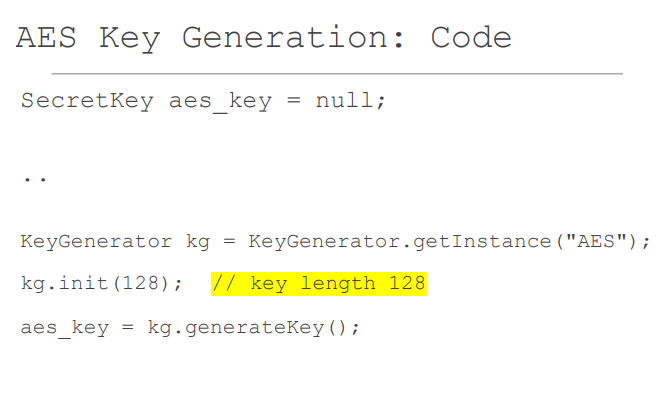 AES Key Generation: Code
SecretKey aes_key = null;
..
KeyGenerator kg = KeyGenerator.getInstance("AES");
kg.init(128);  // key length 128
aes_key = kg.generateKey();